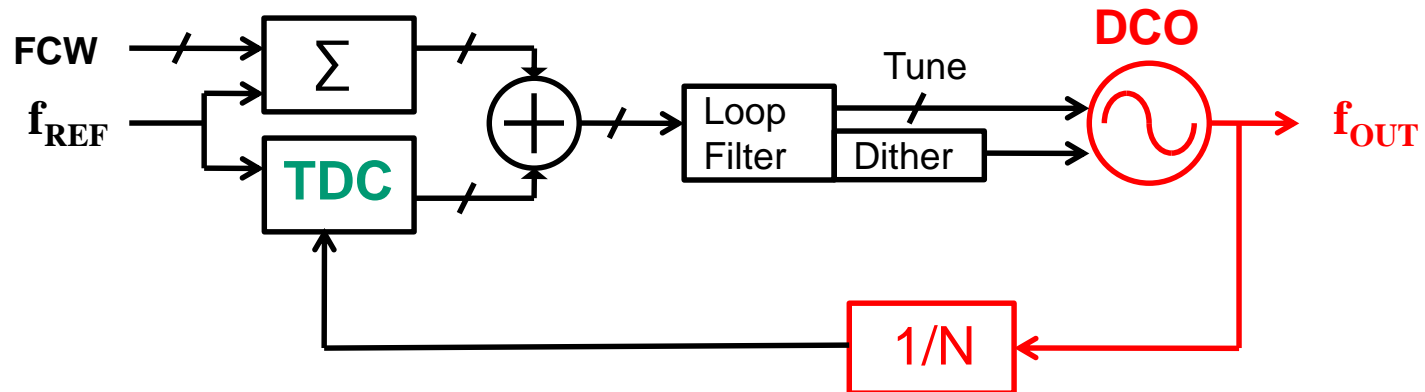 FCW
f_REF
Σ
TDC
+
Loop
Filter
Tune
Dither
DCO
f_OUT
1/N